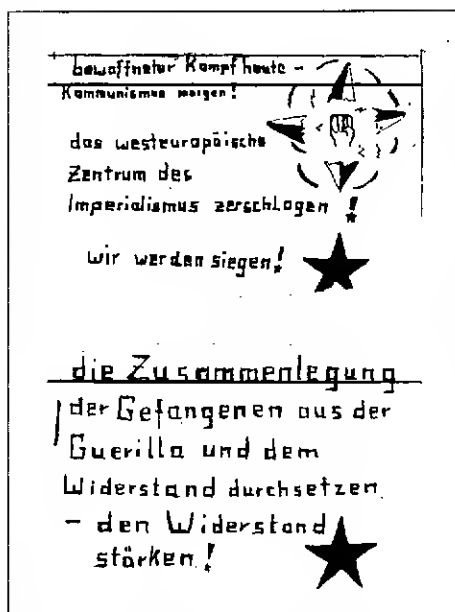 bewaffneter Kampf heute –
Kommunismus morgen!
das westeuropäische
Zentrum des
Imperialismus zerschlagen !
wir werden siegen!
die Zusammenlegung
der Gefangenen aus der
Guerilla und dem
Widerstand durchsetzen
– den Widerstand
stärken!